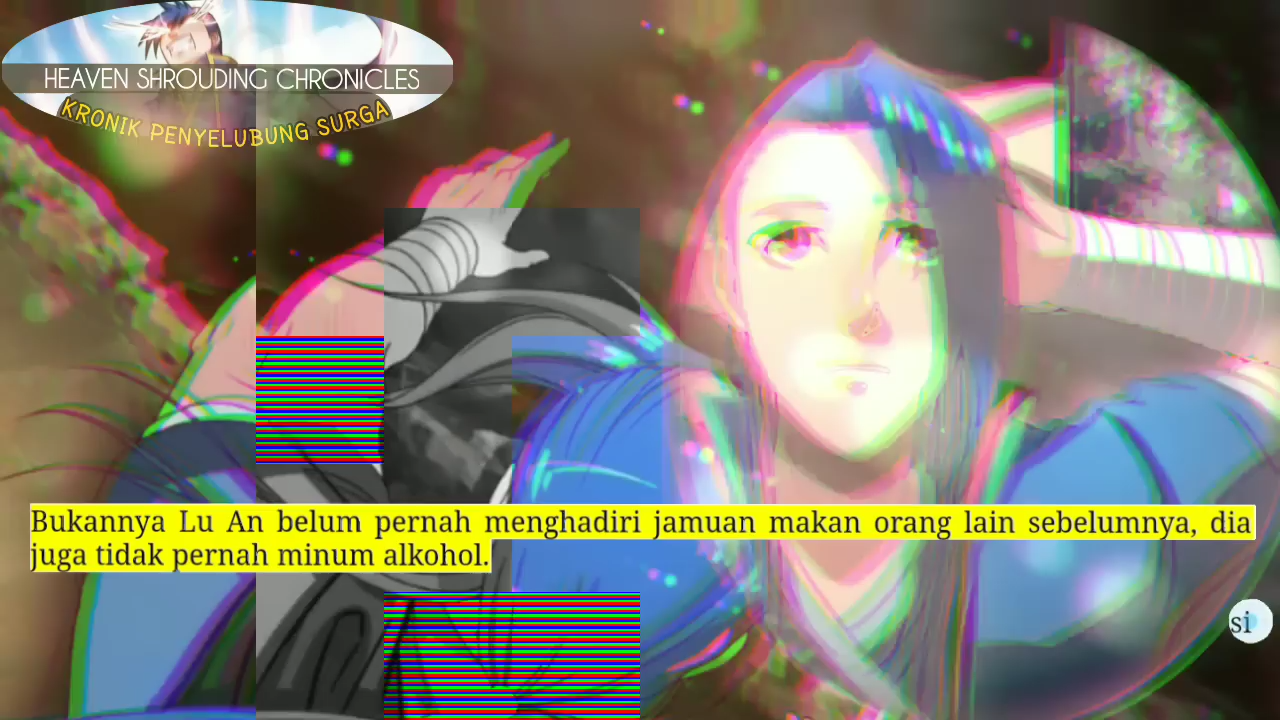 HEAVEN SHROUDING CHRONICLES
KRONIK PENYELUBUNG SURGA
Bukannya Lu An belum pernah menghadiri jamuan makan orang lain sebelumnya, dia
juga tidak pernah minum alkohol.
si